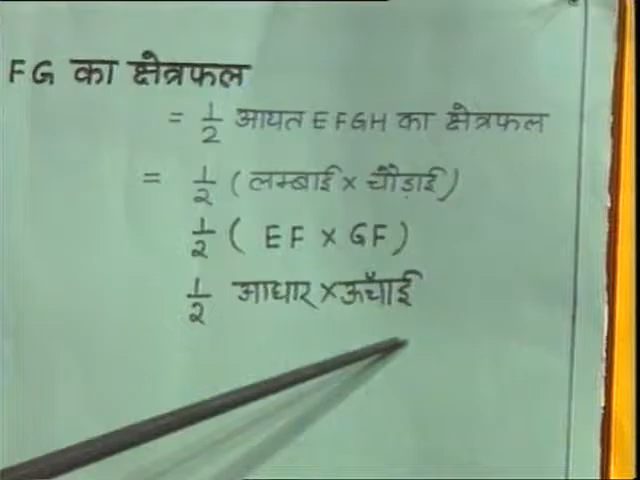 FG का क्षेत्रफल
= 1/2 आयत EFGH का क्षेत्रफल
= 1/2 (लम्बाई × चौड़ाई)
1/2 ( EF × GF)
1/2 आधार × ऊँचाई